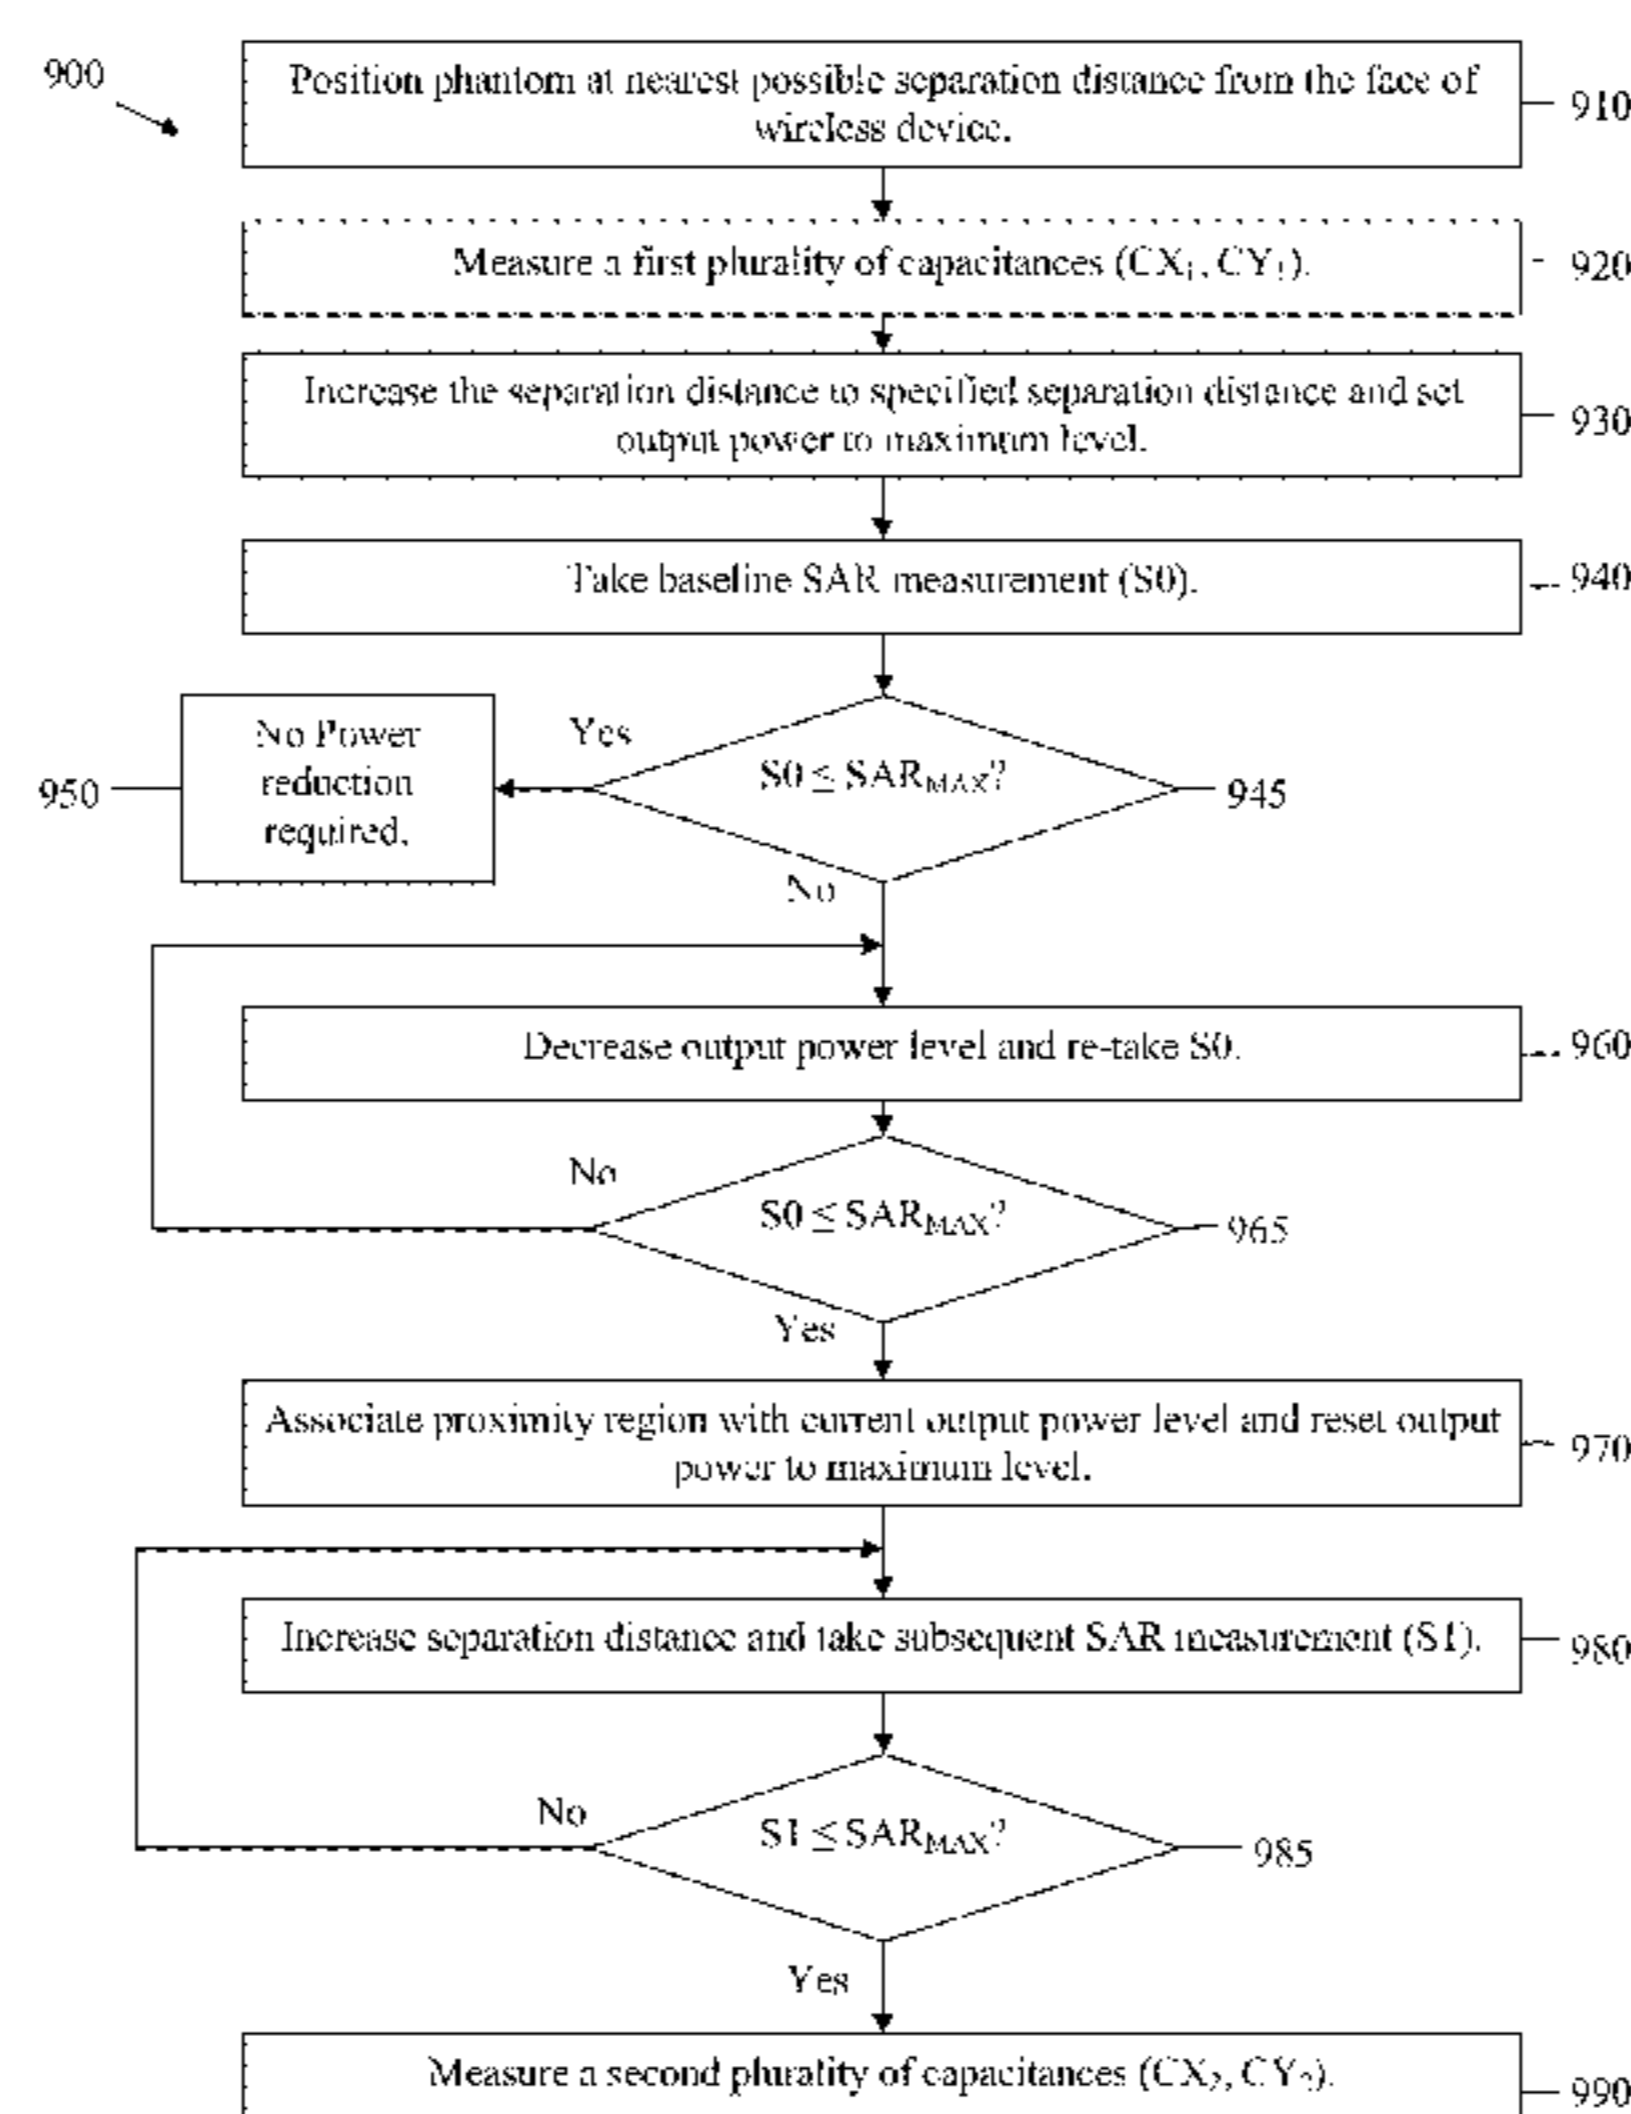 900
Position phantom at nearest possible separation distance from the face of
wireless device.
910
Measure a first plurality of capacitances (CX₁, CY₁).
920
Increase the separation distance to specified separation distance and set
output power to maximum level.
930
Take baseline SAR measurement (S0).
940
No Power
reduction
required.
950
Yes
S0 ≤ SAR_MAX?
945
No
Decrease output power level and re-take S0.
960
No
S0 ≤ SAR_MAX?
965
Yes
Associate proximity region with current output power level and reset output
power to maximum level.
970
Increase separation distance and take subsequent SAR measurement (S1).
980
No
S1 ≤ SAR_MAX?
985
Yes
Measure a second plurality of capacitances (CX₂, CY₂).
990